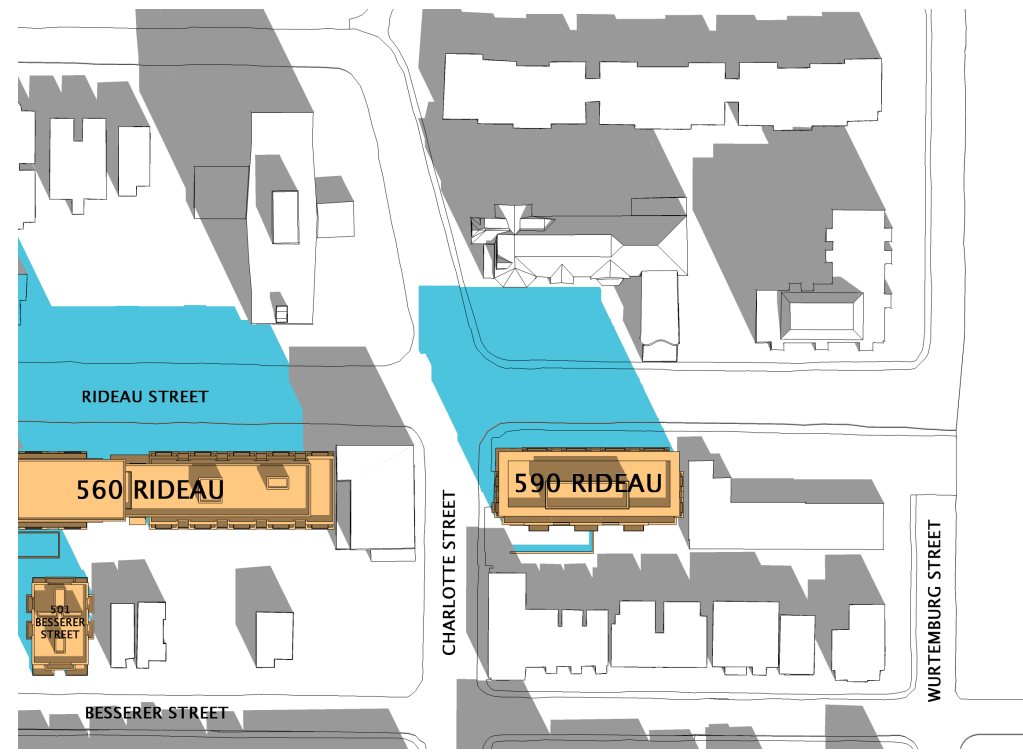 RIDEAU STREET
560 RIDEAU
590 RIDEAU
CHARLOTTE STREET
WURTEMBURG STREET
501
BESSERER
STREET
BESSERER STREET